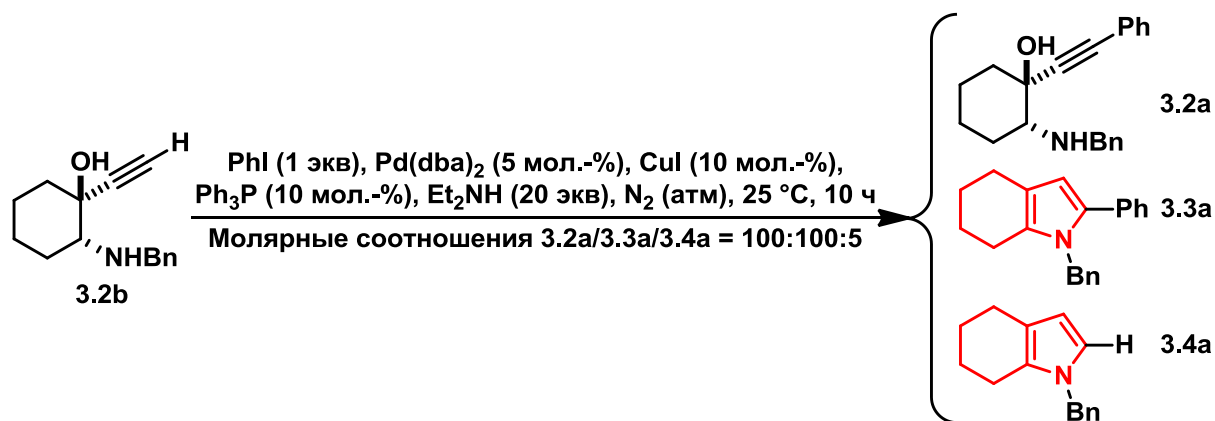 OH
H
NHBn
3.2b
PhI (1 экв), Pd(dba)2 (5 мол.-%), CuI (10 мол.-%),
Ph3P (10 мол.-%), Et2NH (20 экв), N2 (атм), 25 °C, 10 ч
Молярные соотношения 3.2a/3.3a/3.4a = 100:100:5
Ph
OH
NHBn
3.2a
Ph
N
Bn
3.3a
H
N
Bn
3.4a